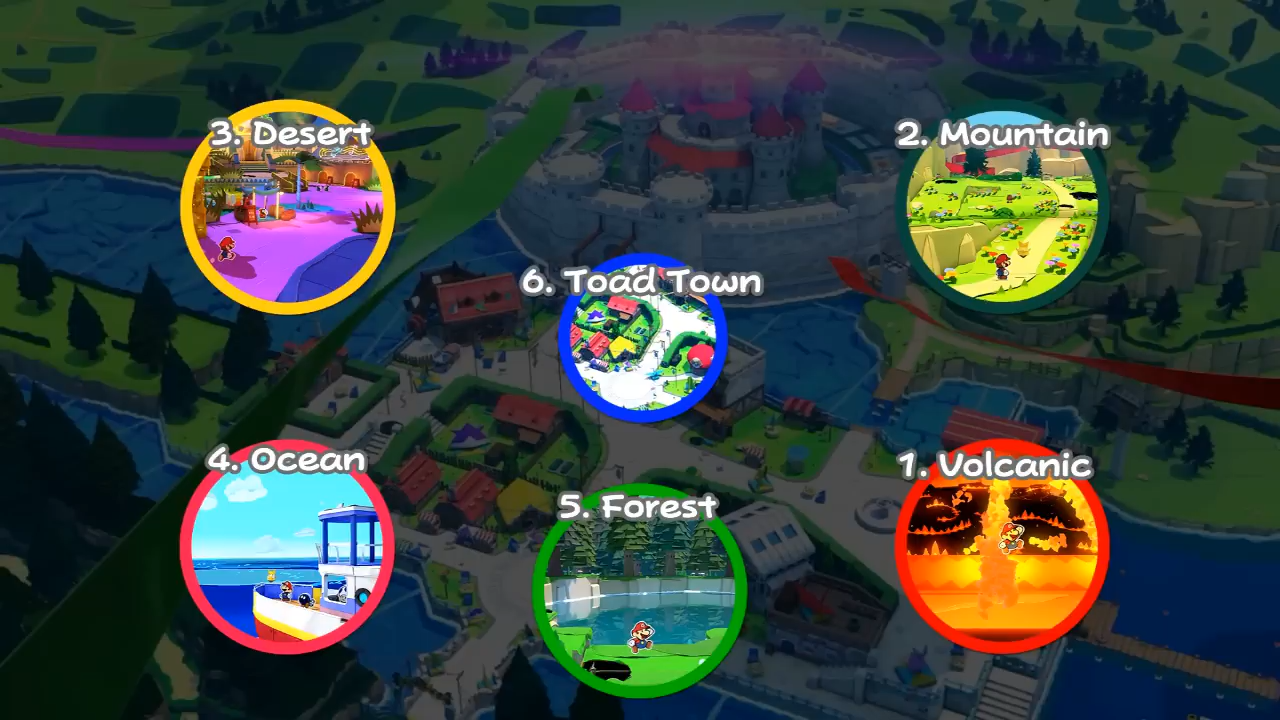 3. Desert
2. Mountain
6. Toad Town
4. Ocean
1. Volcanic
5. Forest